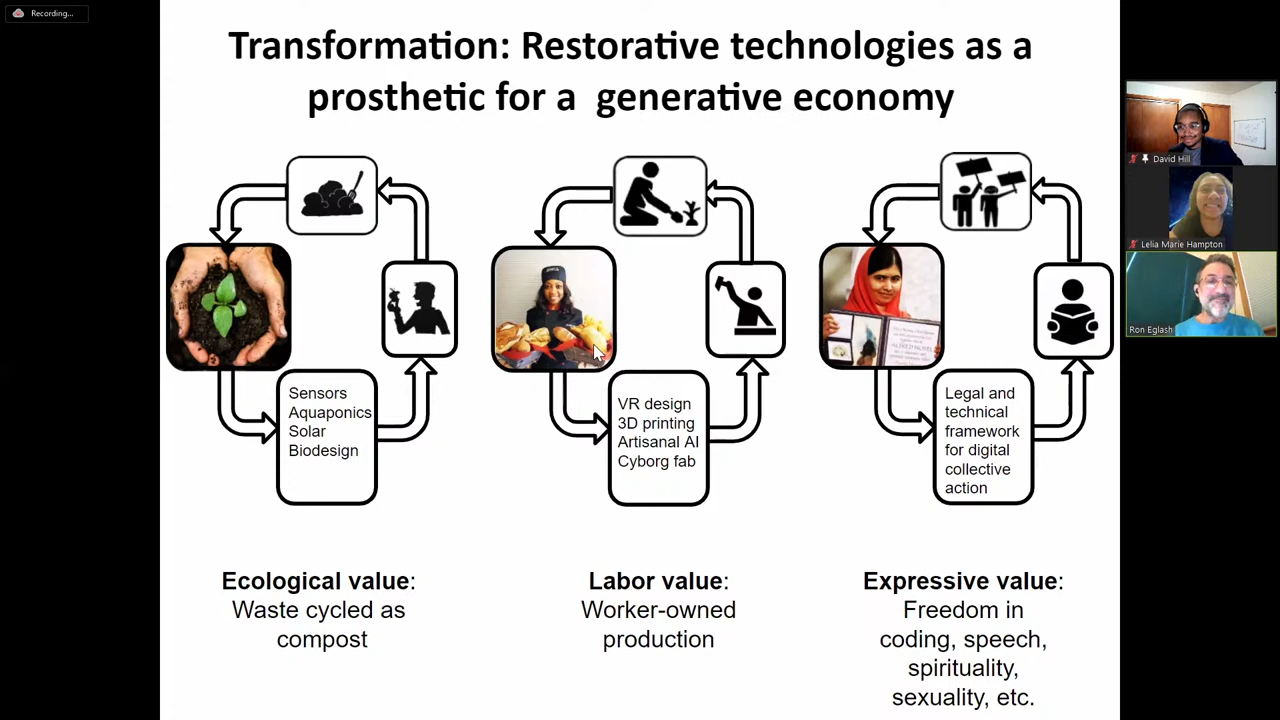 Recording...
Transformation: Restorative technologies as a
prosthetic for a  generative economy
Sensors
Aquaponics
Solar
Biodesign
VR design
3D printing
Artisanal AI
Cyborg fab
Legal and
technical
framework
for digital
collective
action
Ecological value:
Waste cycled as
compost
Labor value:
Worker-owned
production
Expressive value:
Freedom in
coding, speech,
spirituality,
sexuality, etc.
David Hill
Lelia Marie Hampton
Ron Eglash